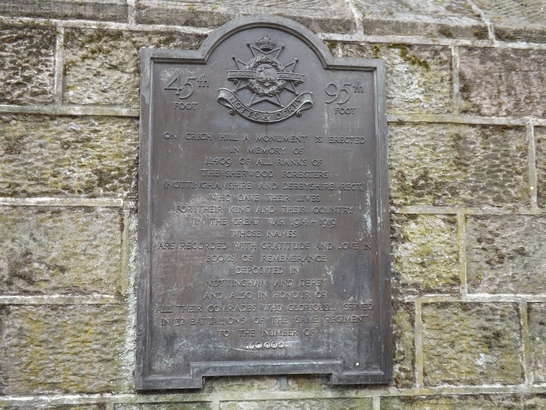 45th FOOT
95th FOOT
NOTTS & DERBY
ON CRICH HILL A MONUMENT IS ERECTED
IN MEMORY OF
11,409 OF ALL RANKS OF
THE SHERWOOD FORESTERS
(NOTTINGHAMSHIRE AND DERBYSHIRE REGT.)
WHO GAVE THEIR LIVES
FOR THEIR KING AND THEIR COUNTRY
IN THE GREAT WAR 1914-1919
WHOSE NAMES
ARE RECORDED WITH GRATITUDE AND LOVE IN
BOOKS OF REMEMBRANCE
DEPOSITED IN
NOTTINGHAM AND DERBY
AND ALSO IN HONOUR OF
ALL THEIR COMRADES WHO GLORIOUSLY SERVED
IN 32 BATTALIONS OF THE SAME REGIMENT
TO THE NUMBER OF